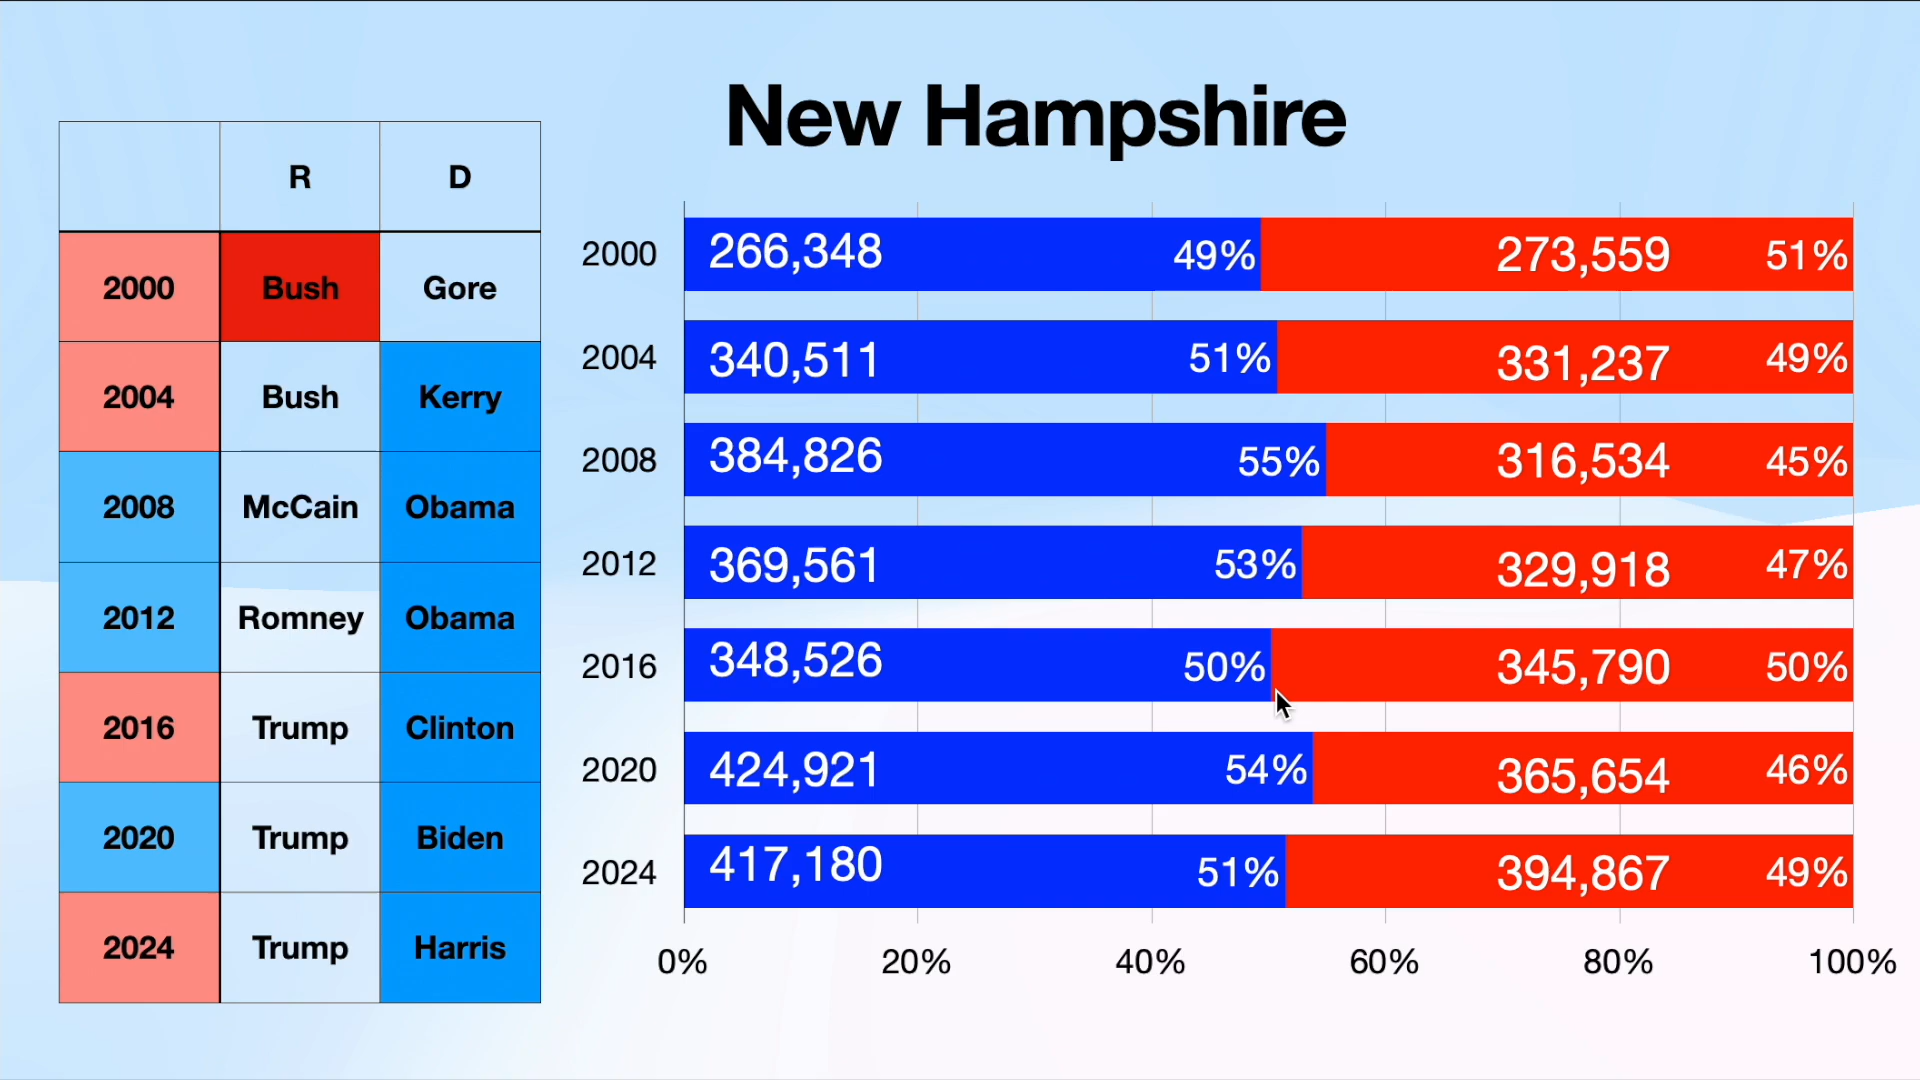 New Hampshire
R D
2000 Bush Gore
2004 Bush Kerry
2008 McCain Obama
2012 Romney Obama
2016 Trump Clinton
2020 Trump Biden
2024 Trump Harris
2000 266,348 49% 273,559 51%
2004 340,511 51% 331,237 49%
2008 384,826 55% 316,534 45%
2012 369,561 53% 329,918 47%
2016 348,526 50% 345,790 50%
2020 424,921 54% 365,654 46%
2024 417,180 51% 394,867 49%
0% 20% 40% 60% 80% 100%